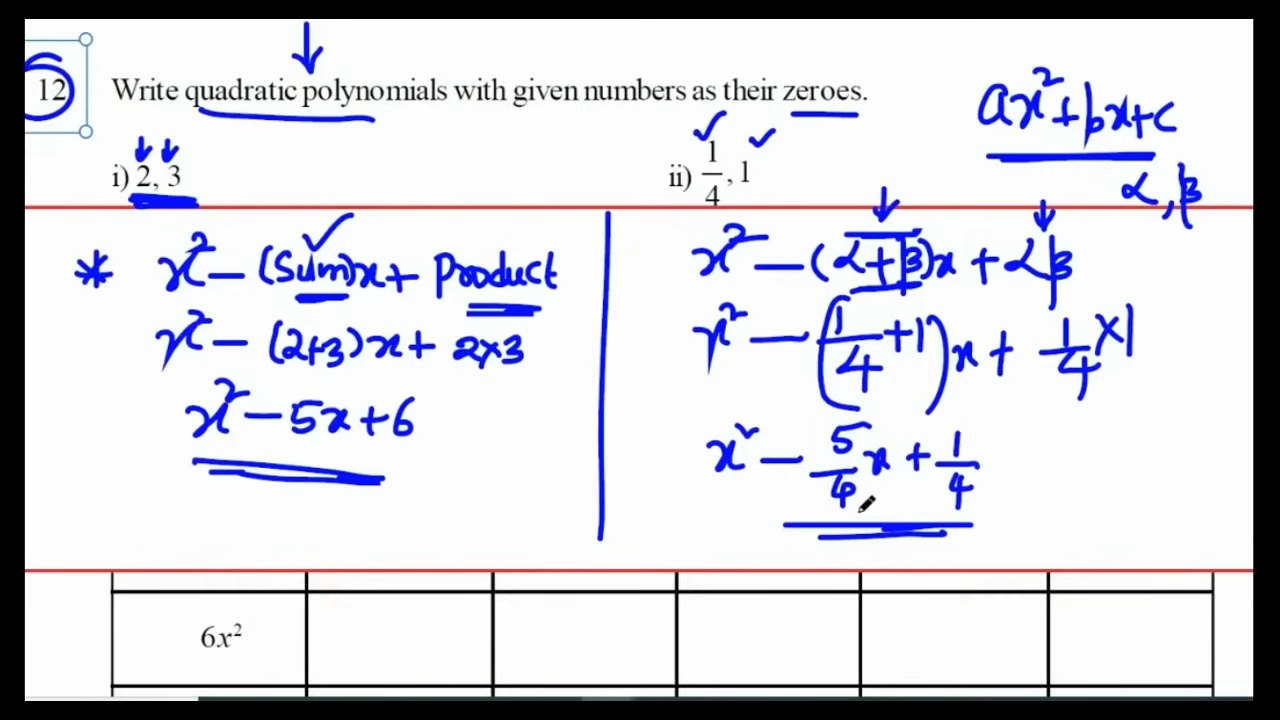 12 Write quadratic polynomials with given numbers as their zeroes.
ax²+bx+c
i) 2, 3
ii) 1/4, 1
α, β
* x² – (Sum)x + Product
x² – (2+3)x + 2×3
x² – 5x + 6
x² – (α+β)x + αβ
x² – (1/4 + 1)x + 1/4 × 1
x² – 5/4 x + 1/4
6x²